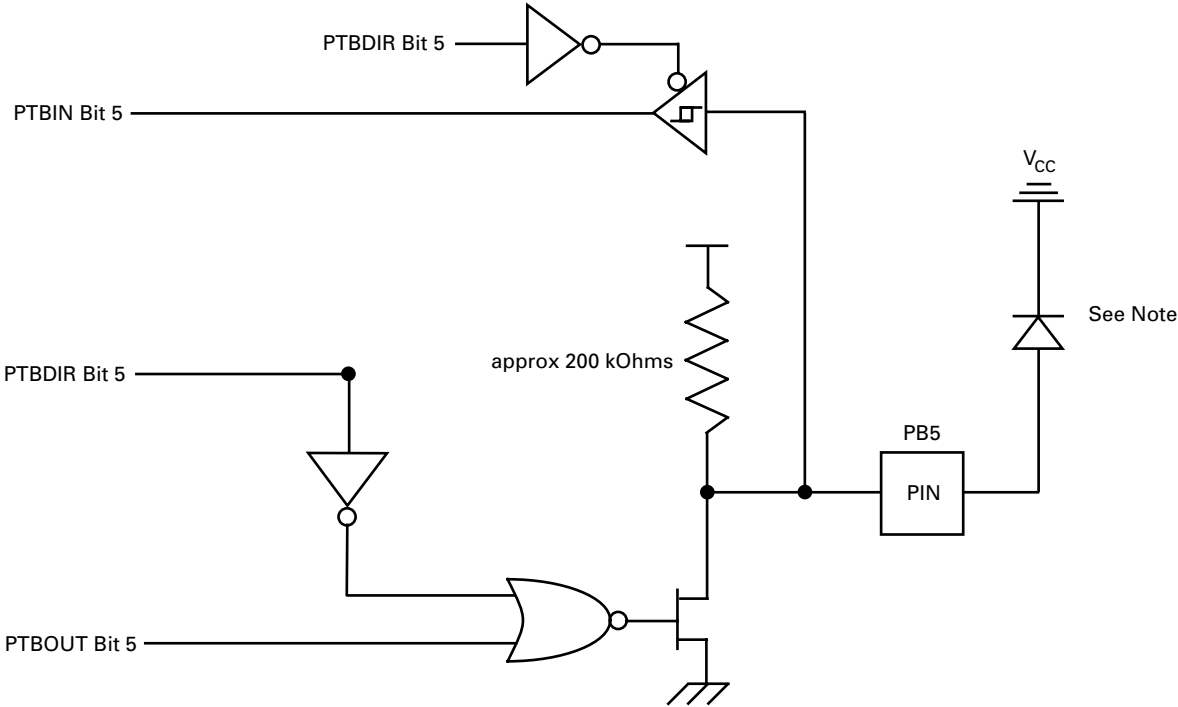 PTBDIR Bit 5
PTBIN Bit 5
VCC
See Note
approx 200 kOhms
PTBDIR Bit 5
PB5
PIN
PTBOUT Bit 5